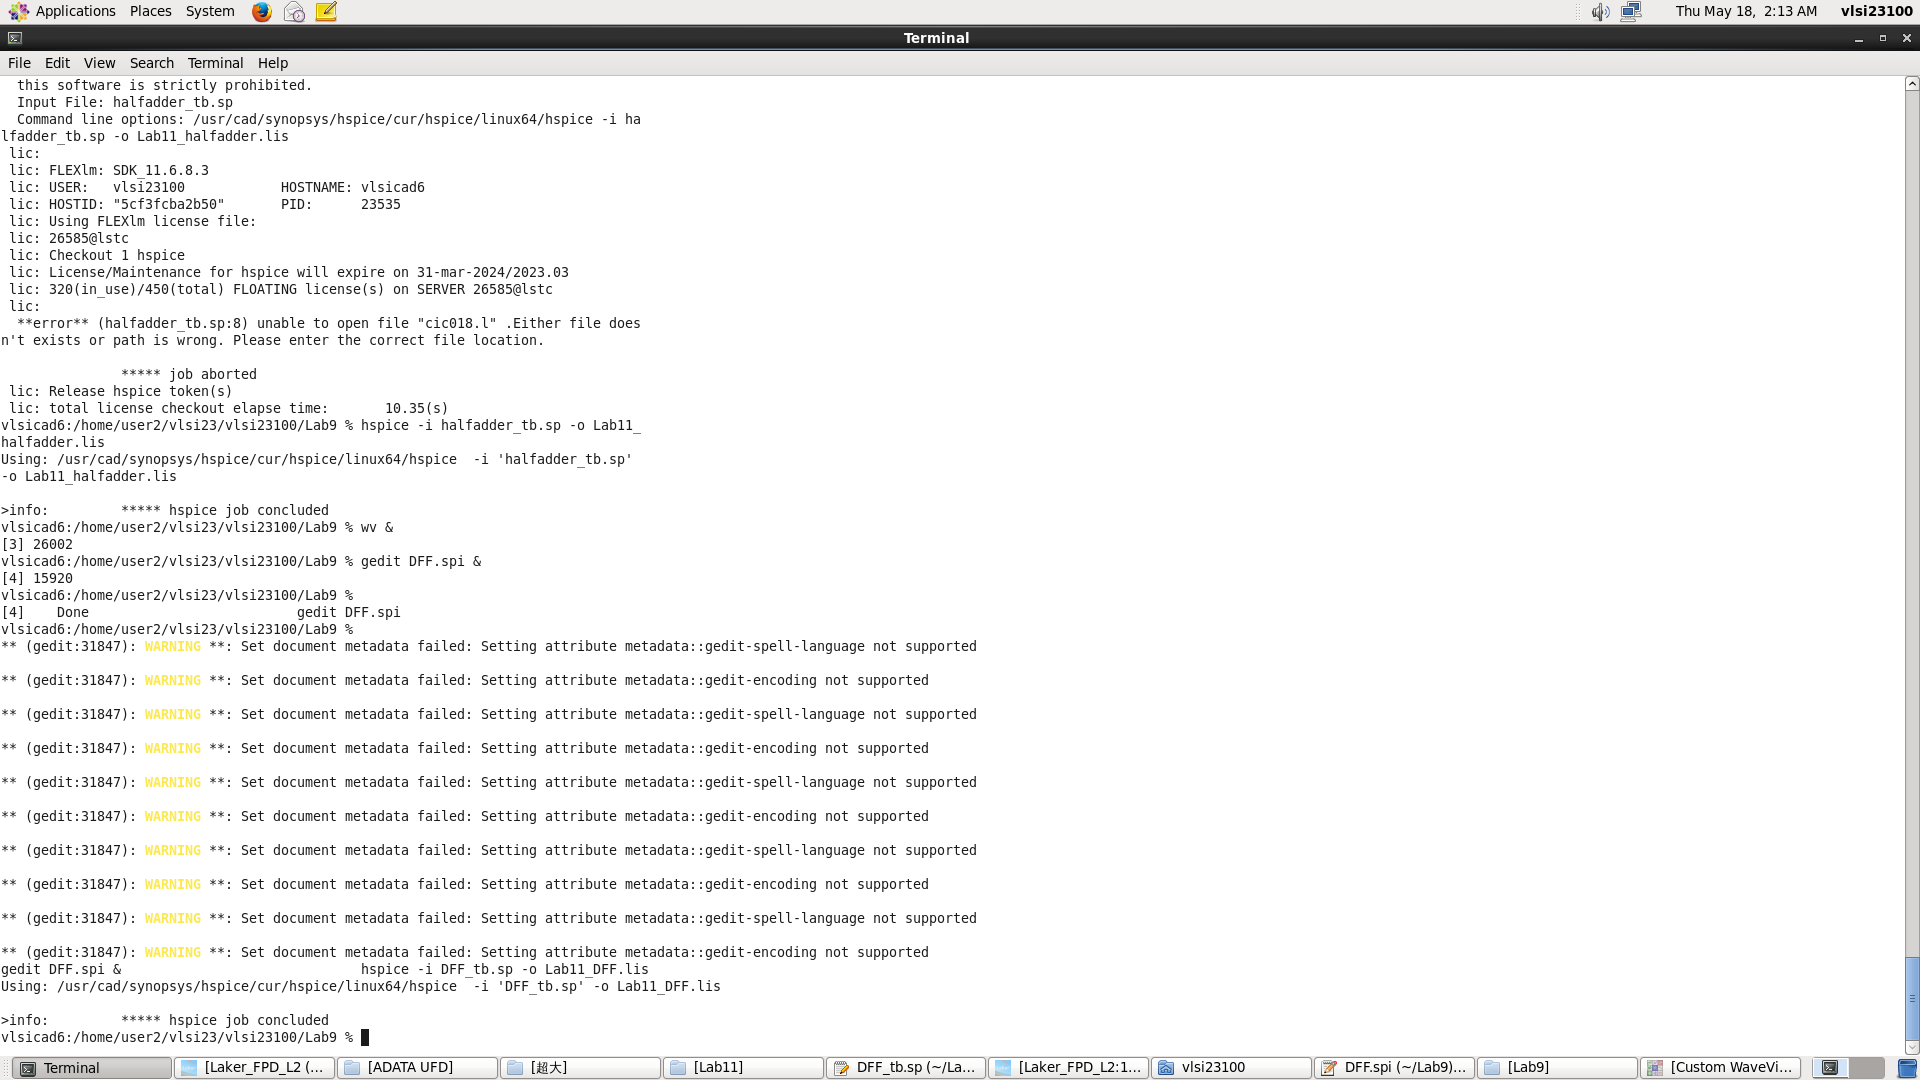 Applications Places System Thu May 18, 2:13 AM vlsi23100
Terminal
File Edit View Search Terminal Help
this software is strictly prohibited.
Input File: halfadder_tb.sp
Command line options: /usr/cad/synopsys/hspice/cur/hspice/linux64/hspice -i ha
lfadder_tb.sp -o Lab11_halfadder.lis
lic:
lic: FLEXlm: SDK_11.6.8.3
lic: USER: vlsi23100 HOSTNAME: vlsicad6
lic: HOSTID: "5cf3fcba2b50" PID: 23535
lic: Using FLEXlm license file:
lic: 26585@lstc
lic: Checkout 1 hspice
lic: License/Maintenance for hspice will expire on 31-mar-2024/2023.03
lic: 320(in_use)/450(total) FLOATING license(s) on SERVER 26585@lstc
lic:
**error** (halfadder_tb.sp:8) unable to open file "cic018.l" .Either file does
n't exists or path is wrong. Please enter the correct file location.
***** job aborted
lic: Release hspice token(s)
lic: total license checkout elapse time: 10.35(s)
vlsicad6:/home/user2/vlsi23/vlsi23100/Lab9 % hspice -i halfadder_tb.sp -o Lab11_
halfadder.lis
Using: /usr/cad/synopsys/hspice/cur/hspice/linux64/hspice -i 'halfadder_tb.sp'
-o Lab11_halfadder.lis
>info: ***** hspice job concluded
vlsicad6:/home/user2/vlsi23/vlsi23100/Lab9 % wv &
[3] 26002
vlsicad6:/home/user2/vlsi23/vlsi23100/Lab9 % gedit DFF.spi &
[4] 15920
vlsicad6:/home/user2/vlsi23/vlsi23100/Lab9 %
[4] Done gedit DFF.spi
vlsicad6:/home/user2/vlsi23/vlsi23100/Lab9 %
** (gedit:31847): WARNING **: Set document metadata failed: Setting attribute metadata::gedit-spell-language not supported
** (gedit:31847): WARNING **: Set document metadata failed: Setting attribute metadata::gedit-encoding not supported
** (gedit:31847): WARNING **: Set document metadata failed: Setting attribute metadata::gedit-spell-language not supported
** (gedit:31847): WARNING **: Set document metadata failed: Setting attribute metadata::gedit-encoding not supported
** (gedit:31847): WARNING **: Set document metadata failed: Setting attribute metadata::gedit-spell-language not supported
** (gedit:31847): WARNING **: Set document metadata failed: Setting attribute metadata::gedit-encoding not supported
** (gedit:31847): WARNING **: Set document metadata failed: Setting attribute metadata::gedit-spell-language not supported
** (gedit:31847): WARNING **: Set document metadata failed: Setting attribute metadata::gedit-encoding not supported
** (gedit:31847): WARNING **: Set document metadata failed: Setting attribute metadata::gedit-spell-language not supported
** (gedit:31847): WARNING **: Set document metadata failed: Setting attribute metadata::gedit-encoding not supported
gedit DFF.spi & hspice -i DFF_tb.sp -o Lab11_DFF.lis
Using: /usr/cad/synopsys/hspice/cur/hspice/linux64/hspice -i 'DFF_tb.sp' -o Lab11_DFF.lis
>info: ***** hspice job concluded
vlsicad6:/home/user2/vlsi23/vlsi23100/Lab9 %
Terminal [Laker_FPD_L2 (... [ADATA UFD] [超大] [Lab11] DFF_tb.sp (~/La... [Laker_FPD_L2:1... vlsi23100 DFF.spi (~/Lab9)... [Lab9] [Custom WaveVi...